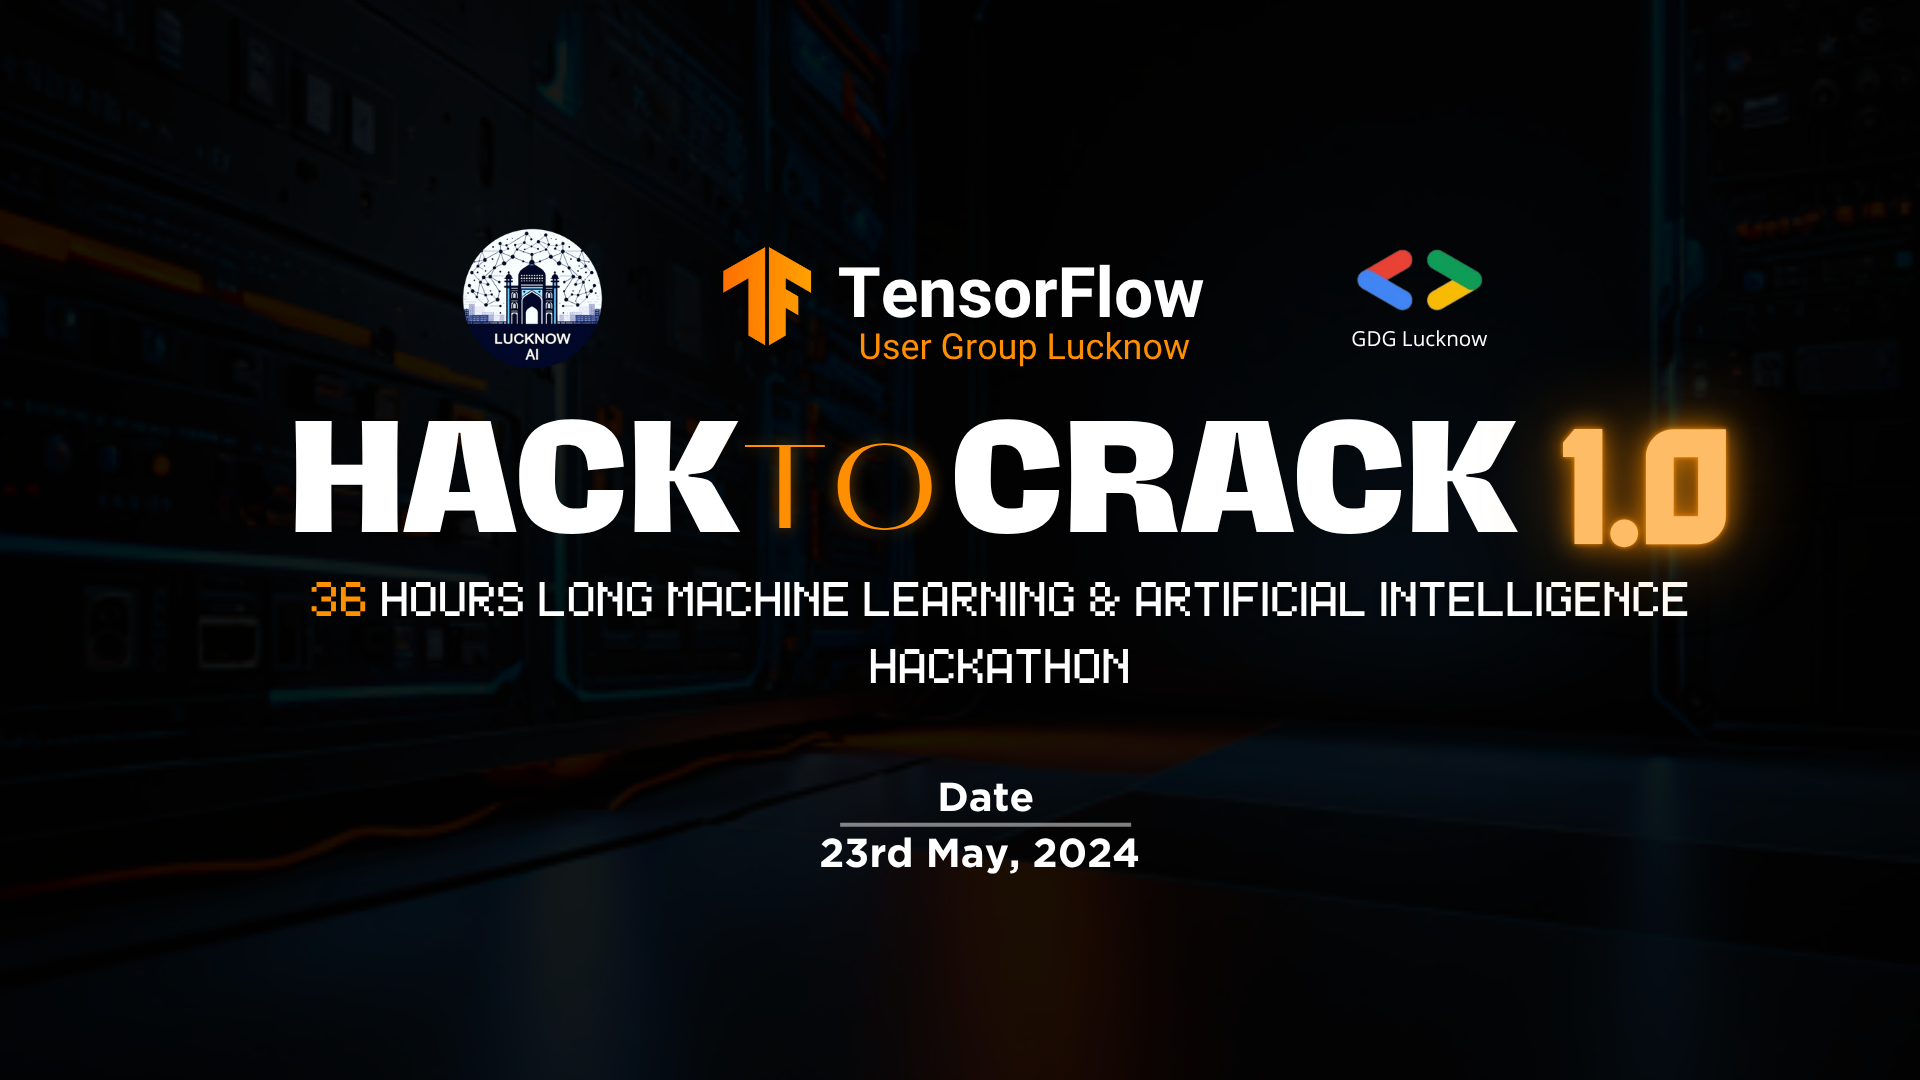 LUCKNOW
AI
TensorFlow
User Group Lucknow
GDG Lucknow
HACK TO CRACK 1.0
36 HOURS LONG MACHINE LEARNING & ARTIFICIAL INTELLIGENCE
HACKATHON
Date
23rd May, 2024